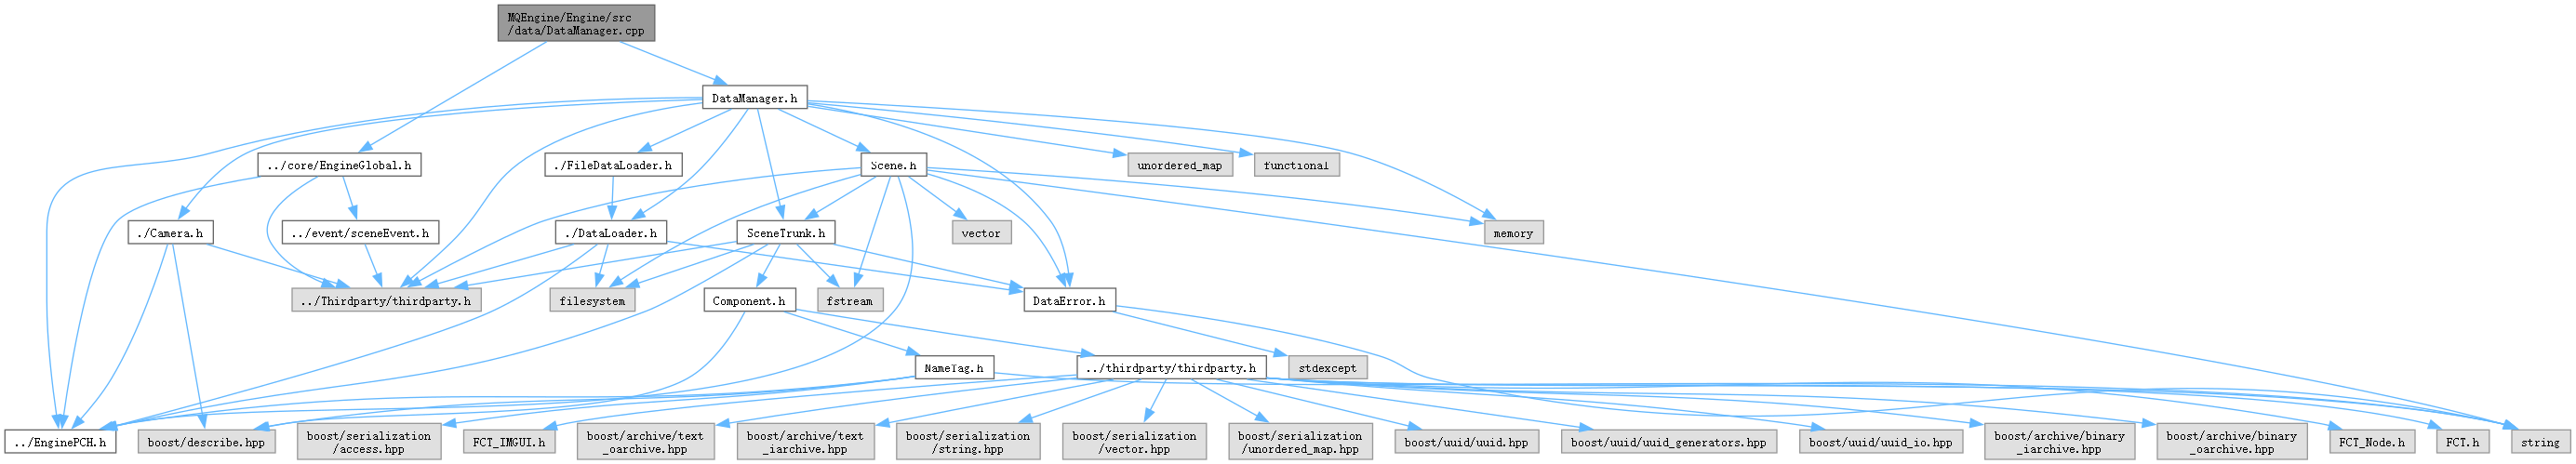 MQEngine/Engine/src
/data/DataManager.cpp
DataManager.h
../core/EngineGlobal.h
./FileDataLoader.h
Scene.h
unordered_map
functional
./Camera.h
../event/sceneEvent.h
./DataLoader.h
SceneTrunk.h
vector
memory
../Thirdparty/thirdparty.h
filesystem
Component.h
fstream
DataError.h
NameTag.h
../thirdparty/thirdparty.h
stdexcept
../EnginePCH.h
boost/describe.hpp
boost/serialization
/access.hpp
FCT_IMGUI.h
boost/archive/text
_oarchive.hpp
boost/archive/text
_iarchive.hpp
boost/serialization
/string.hpp
boost/serialization
/vector.hpp
boost/serialization
/unordered_map.hpp
boost/uuid/uuid.hpp
boost/uuid/uuid_generators.hpp
boost/uuid/uuid_io.hpp
boost/archive/binary
_iarchive.hpp
boost/archive/binary
_oarchive.hpp
FCT_Node.h
FCT.h
string